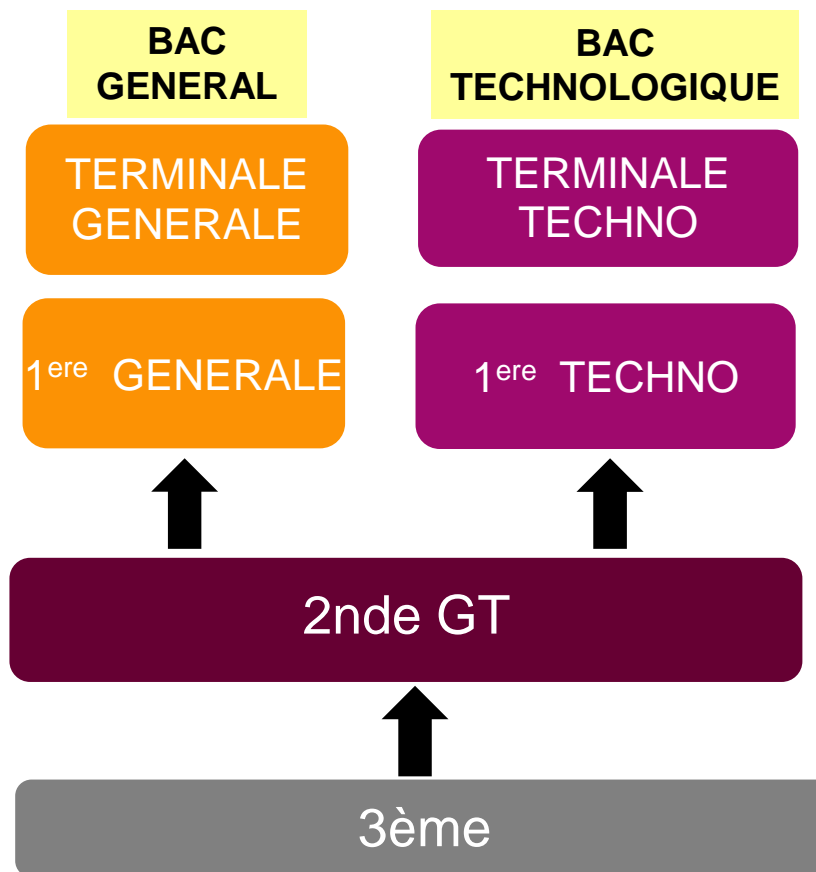 BAC
GENERAL
BAC
TECHNOLOGIQUE
TERMINALE
GENERALE
TERMINALE
TECHNO
1ere GENERALE
1ere TECHNO
2nde GT
3ème